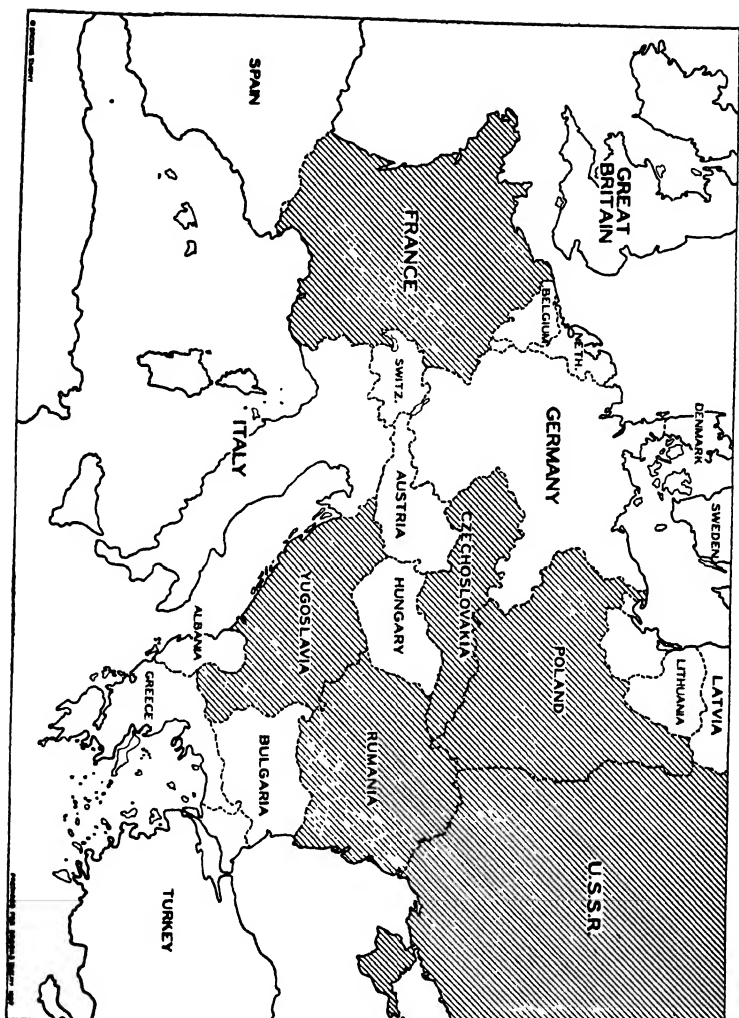 GREAT
BRITAIN
DENMARK
SWEDEN
LATVIA
LITHUANIA
NETH.
BELGIUM
GERMANY
POLAND
U.S.S.R.
FRANCE
CZECHOSLOVAKIA
SWITZ.
AUSTRIA
HUNGARY
RUMANIA
SPAIN
ITALY
YUGOSLAVIA
BULGARIA
ALBANIA
GREECE
TURKEY